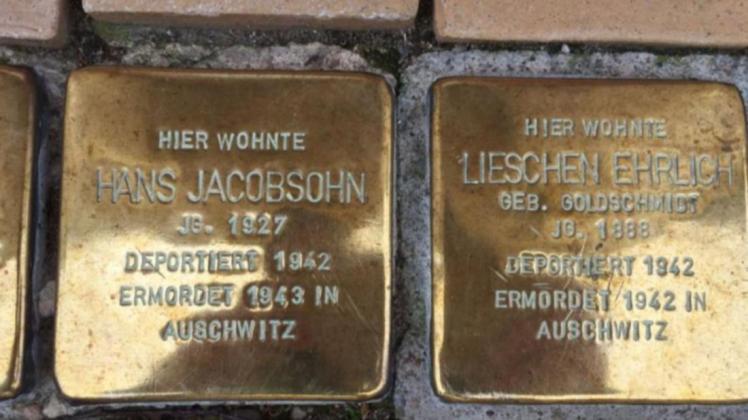 HIER WOHNTE
HANS JACOBSOHN
JG. 1927
DEPORTIERT 1942
ERMORDET 1943 IN
AUSCHWITZ
HIER WOHNTE
LIESCHEN EHRLICH
GEB. GOLDSCHMIDT
JG. 1888
DEPORTIERT 1942
ERMORDET 1942 IN
AUSCHWITZ